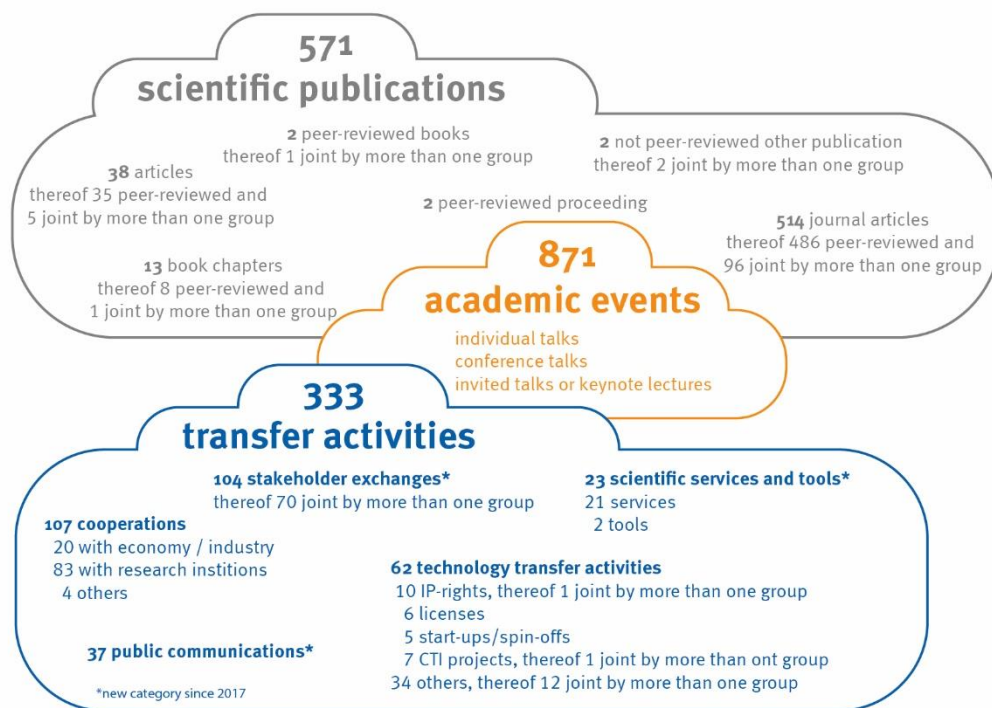 571
scientific publications
2 peer-reviewed books
thereof 1 joint by more than one group
2 not peer-reviewed other publication
thereof 2 joint by more than one group
38 articles
thereof 35 peer-reviewed and
5 joint by more than one group
2 peer-reviewed proceeding
514 journal articles
thereof 486 peer-reviewed and
96 joint by more than one group
13 book chapters
thereof 8 peer-reviewed and
1 joint by more than one group
871
academic events
individual talks
conference talks
invited talks or keynote lectures
333
transfer activities
104 stakeholder exchanges*
thereof 70 joint by more than one group
23 scientific services and tools*
21 services
2 tools
107 cooperations
20 with economy / industry
83 with research institions
4 others
62 technology transfer activities
10 IP-rights, thereof 1 joint by more than one group
6 licenses
5 start-ups/spin-offs
7 CTI projects, thereof 1 joint by more than ont group
34 others, thereof 12 joint by more than one group
37 public communications*
*new category since 2017